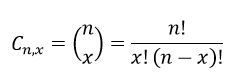 C_{n,x} = \binom{n}{x} = \frac{n!}{x!(n-x)!}